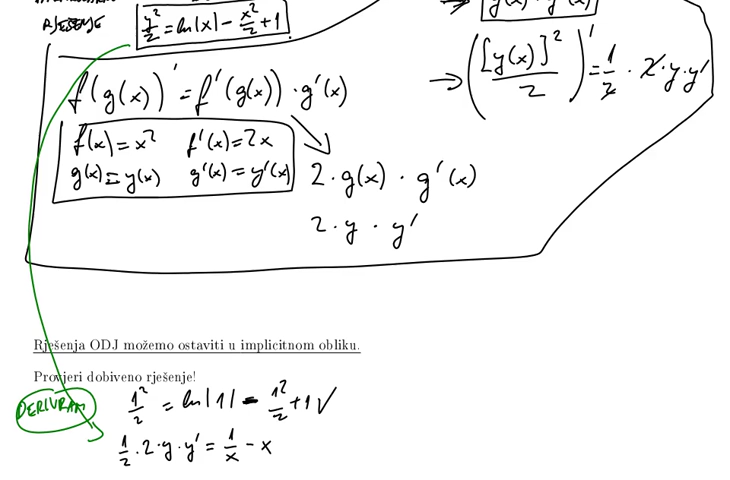 RJEŠENJE y²/2 = ln|x| - x²/2 + 1
→ ([y(x)]²/2)' = 1/2 · 2 · y · y'
f(g(x))' = f'(g(x)) · g'(x)
f(x) = x² f'(x) = 2x
g(x) = y(x) g'(x) = y'(x)
2 · g(x) · g'(x)
2 · y · y'
Rješenja ODJ možemo ostaviti u implicitnom obliku.
Provjeri dobiveno rješenje!
DERIVIRAM
1²/2 = ln|1| - 1²/2 + 1 ✓
1/2 · 2 · y · y' = 1/x - x